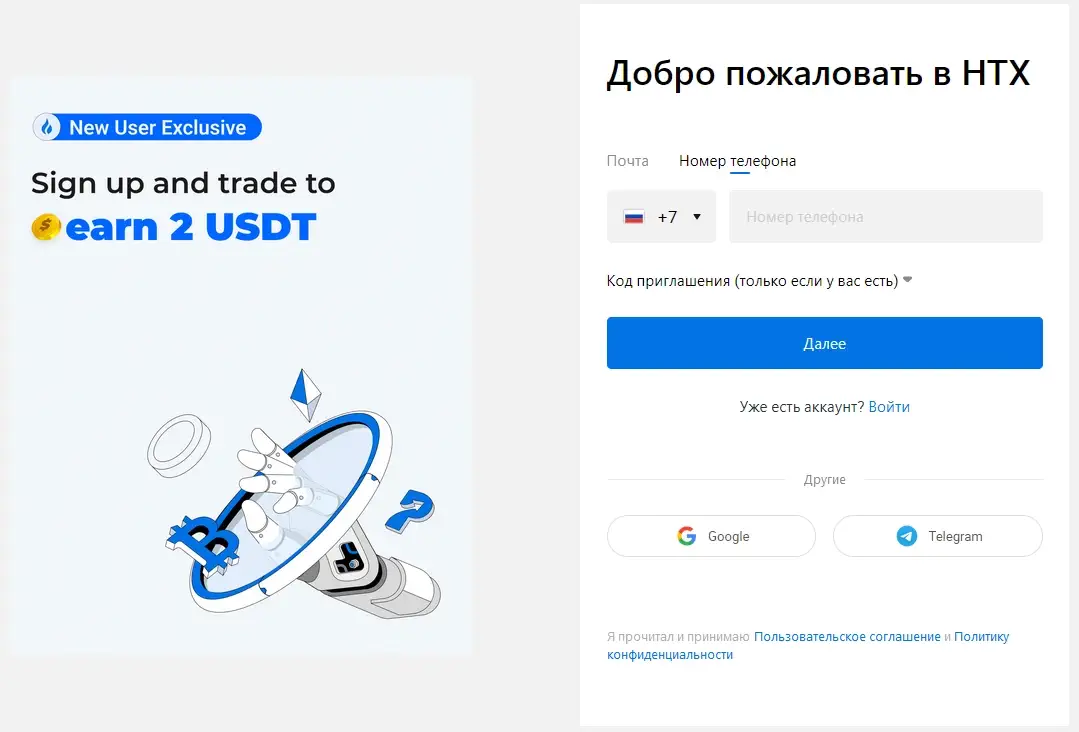 New User Exclusive
Sign up and trade to
earn 2 USDT
Добро пожаловать в HTX
Почта Номер телефона
+7 Номер телефона
Код приглашения (только если у вас есть)
Далее
Уже есть аккаунт? Войти
Другие
Google Telegram
Я прочитал и принимаю Пользовательское соглашение и Политику
конфиденциальности